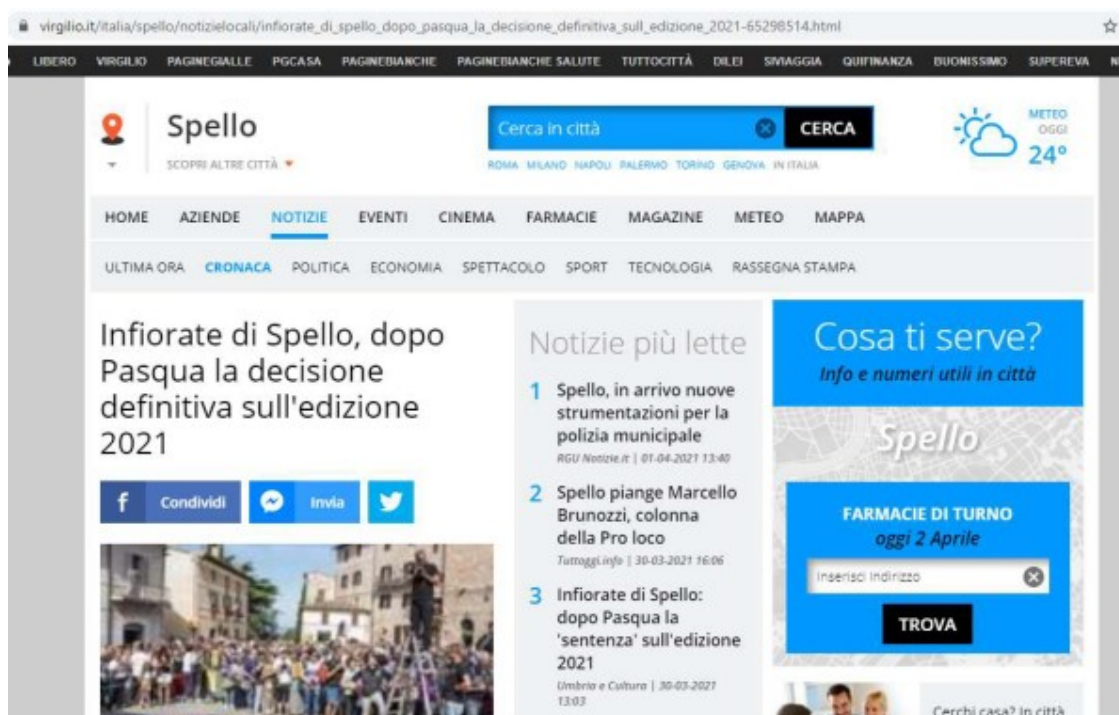 virgilio.it/italia/spello/notizielocali/infiorate_di_spello_dopo_pasqua_la_decisione_definitiva_sull_edizione_2021-65298514.html
LIBERO VIRGILIO PAGINEGIALLE PGCASA PAGINEBIANCHE PAGINEBIANCHE SALUTE TUTTOCITTÀ DILEI SIVIAGGIA QUIFINANZA BUONISSIMO SUPEREVA
Spello
SCOPRI ALTRE CITTÀ
Cerca in città
CERCA
ROMA MILANO NAPOLI PALERMO TORINO GENOVA IN ITALIA
METEO
OGGI
24°
HOME AZIENDE NOTIZIE EVENTI CINEMA FARMACIE MAGAZINE METEO MAPPA
ULTIMA ORA CRONACA POLITICA ECONOMIA SPETTACOLO SPORT TECNOLOGIA RASSEGNA STAMPA
Infiorate di Spello, dopo
Pasqua la decisione
definitiva sull'edizione
2021
f Condividi Invia
Notizie più lette
1 Spello, in arrivo nuove
strumentazioni per la
polizia municipale
RGU Notizie.it | 01-04-2021 13:40
2 Spello piange Marcello
Brunozzi, colonna
della Pro loco
Tuttoggi.info | 30-03-2021 16:06
3 Infiorate di Spello:
dopo Pasqua la
'sentenza' sull'edizione
2021
Umbria e Cultura | 30-03-2021
13:03
Cosa ti serve?
Info e numeri utili in città
Spello
FARMACIE DI TURNO
oggi 2 Aprile
Inserisci Indirizzo
TROVA
Cerchi casa? In città